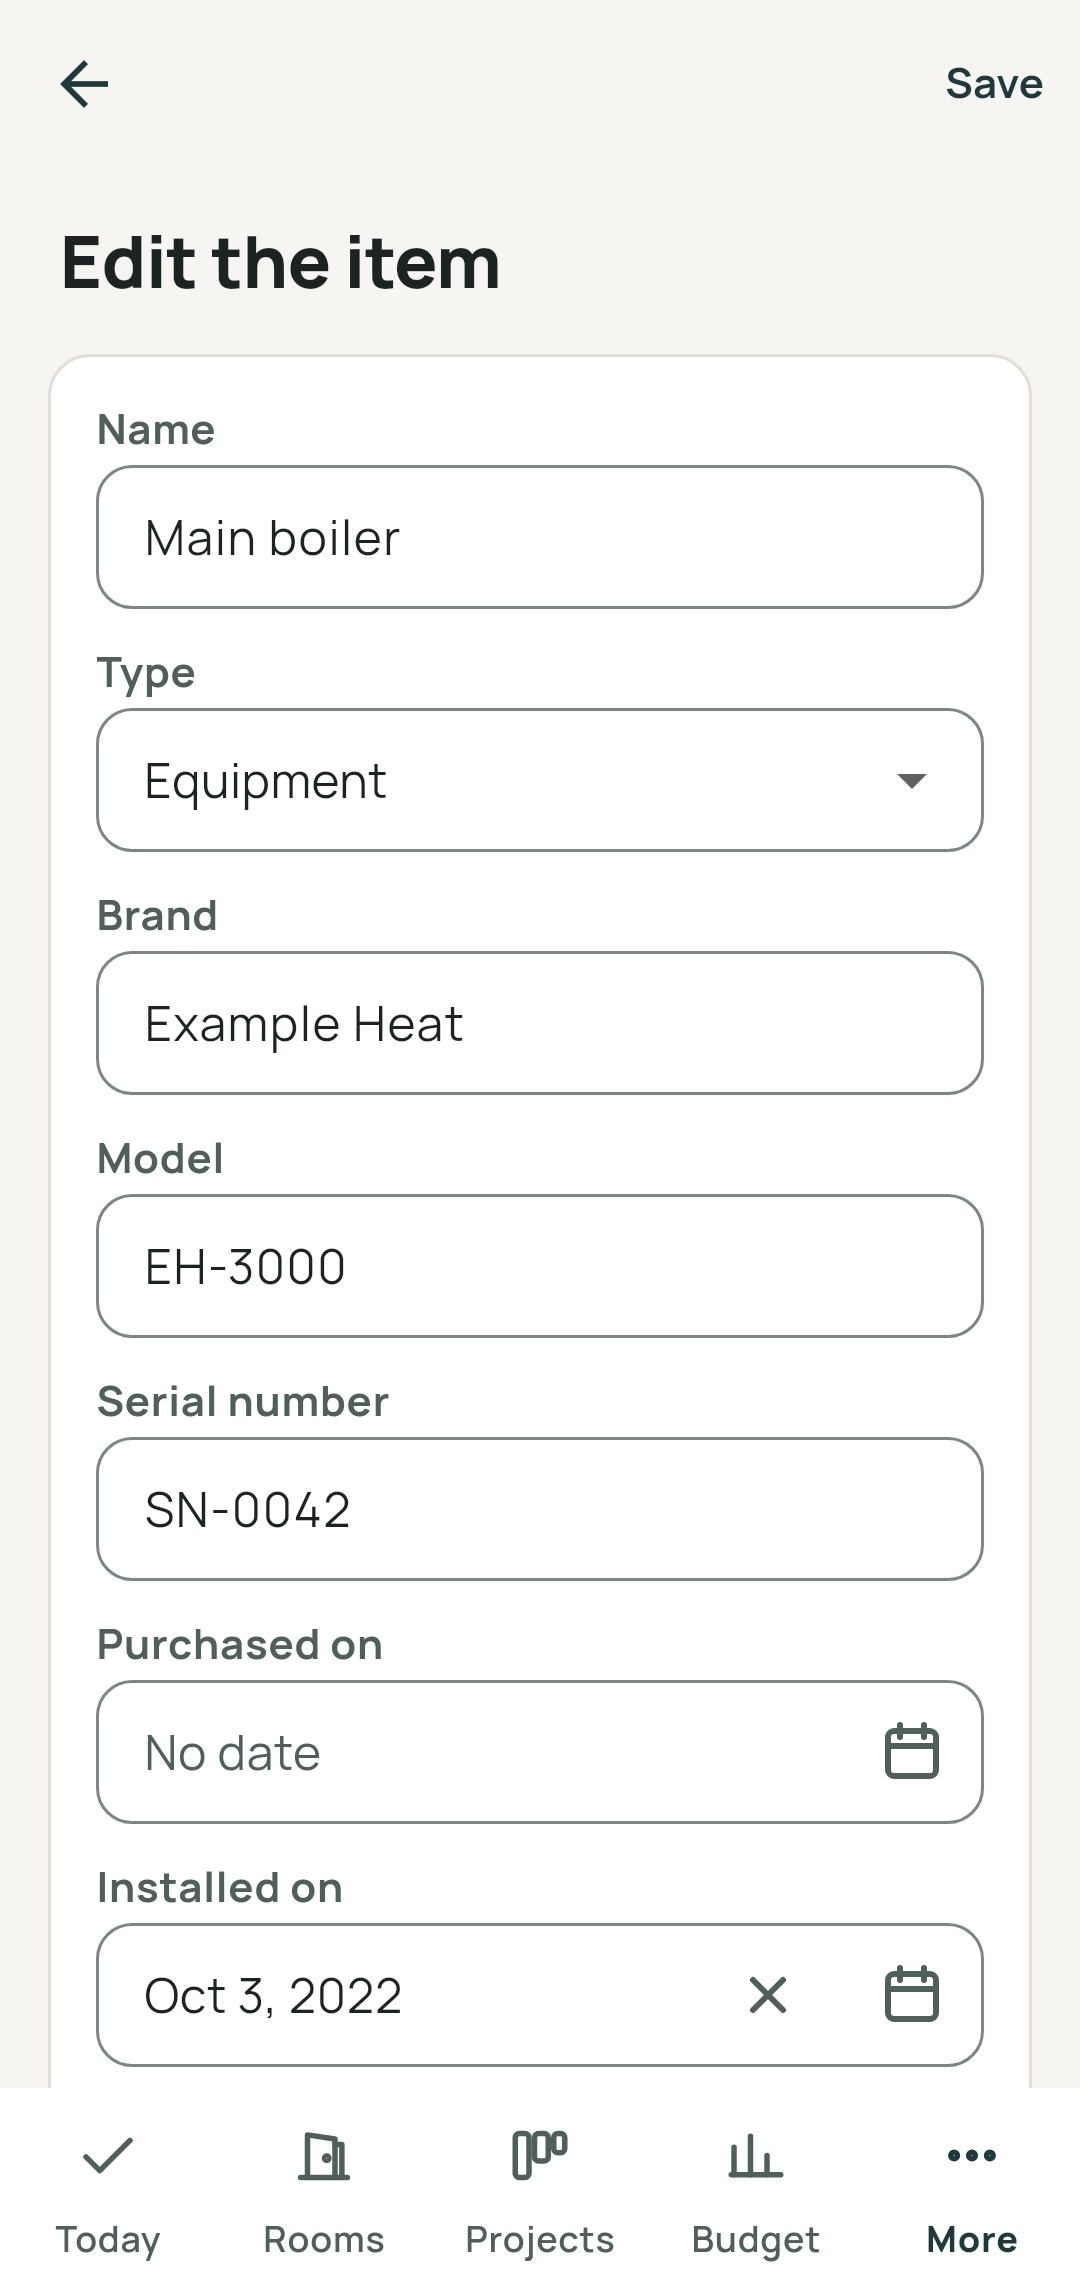 Save
Edit the item
Name
Main boiler
Type
Equipment
Brand
Example Heat
Model
EH-3000
Serial number
SN-0042
Purchased on
No date
Installed on
Oct 3, 2022
Today
Rooms
Projects
Budget
More